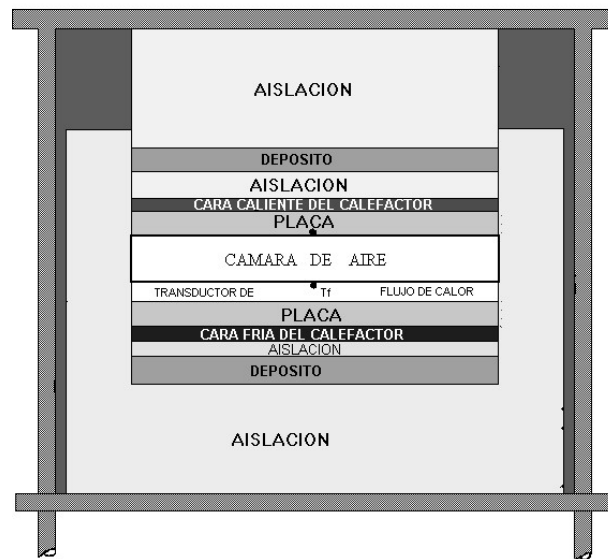 AISLACION
DEPOSITO
AISLACION
CARA CALIENTE DEL CALEFACTOR
PLACA
CAMARA DE AIRE
TRANSDUCTOR DE Tf FLUJO DE CALOR
PLACA
CARA FRIA DEL CALEFACTOR
AISLACION
DEPOSITO
AISLACION